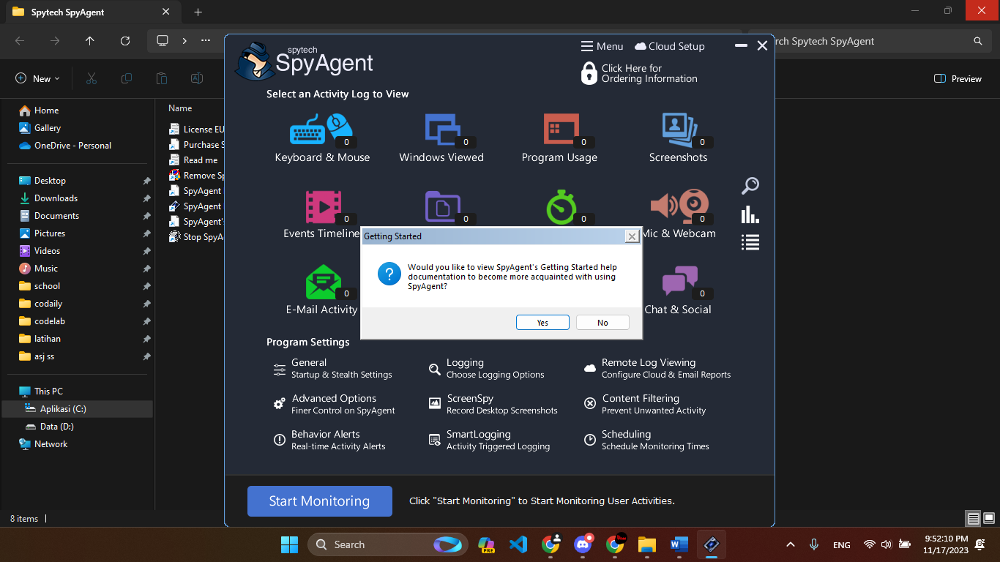 Spytech SpyAgent
rch Spytech SpyAgent
New
Preview
Home
Gallery
OneDrive - Personal
Desktop
Downloads
Documents
Pictures
Videos
Music
school
codaily
codelab
latihan
asj ss
This PC
Aplikasi (C:)
Data (D:)
Network
Name
License EU
Purchase S
Read me
Remove Sp
SpyAgent
SpyAgent
SpyAgent'
Stop SpyA
8 items
spytech
SpyAgent
Menu
Cloud Setup
Click Here for
Ordering Information
Select an Activity Log to View
0
0
0
0
Keyboard & Mouse
Windows Viewed
Program Usage
Screenshots
0
0
0
0
Events Timeline
Mic & Webcam
Getting Started
Would you like to view SpyAgent's Getting Started help
documentation to become more acquainted with using
SpyAgent?
Yes
No
0
0
E-Mail Activity
Chat & Social
Program Settings
General
Startup & Stealth Settings
Logging
Choose Logging Options
Remote Log Viewing
Configure Cloud & Email Reports
Advanced Options
Finer Control on SpyAgent
ScreenSpy
Record Desktop Screenshots
Content Filtering
Prevent Unwanted Activity
Behavior Alerts
Real-time Activity Alerts
SmartLogging
Activity Triggered Logging
Scheduling
Schedule Monitoring Times
Start Monitoring
Click "Start Monitoring" to Start Monitoring User Activities.
Search
PRE
ENG
9:52:10 PM
11/17/2023